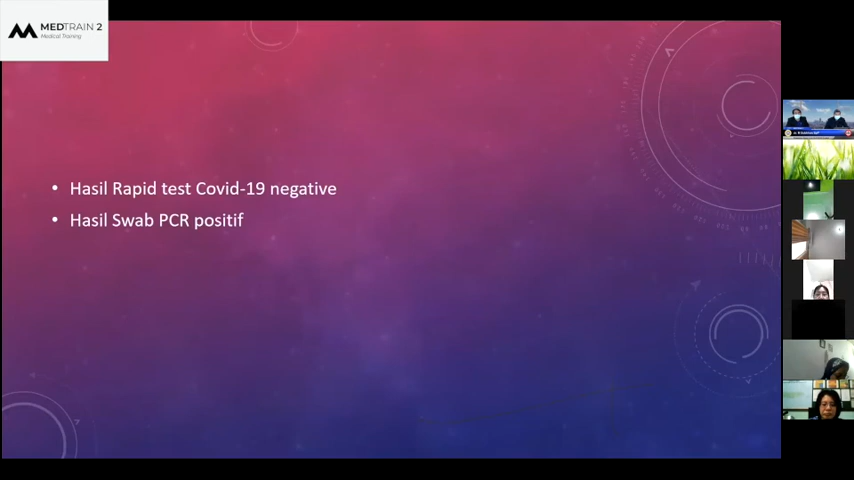 MEDTRAIN 2
Medical Training
• Hasil Rapid test Covid-19 negative
• Hasil Swab PCR positif